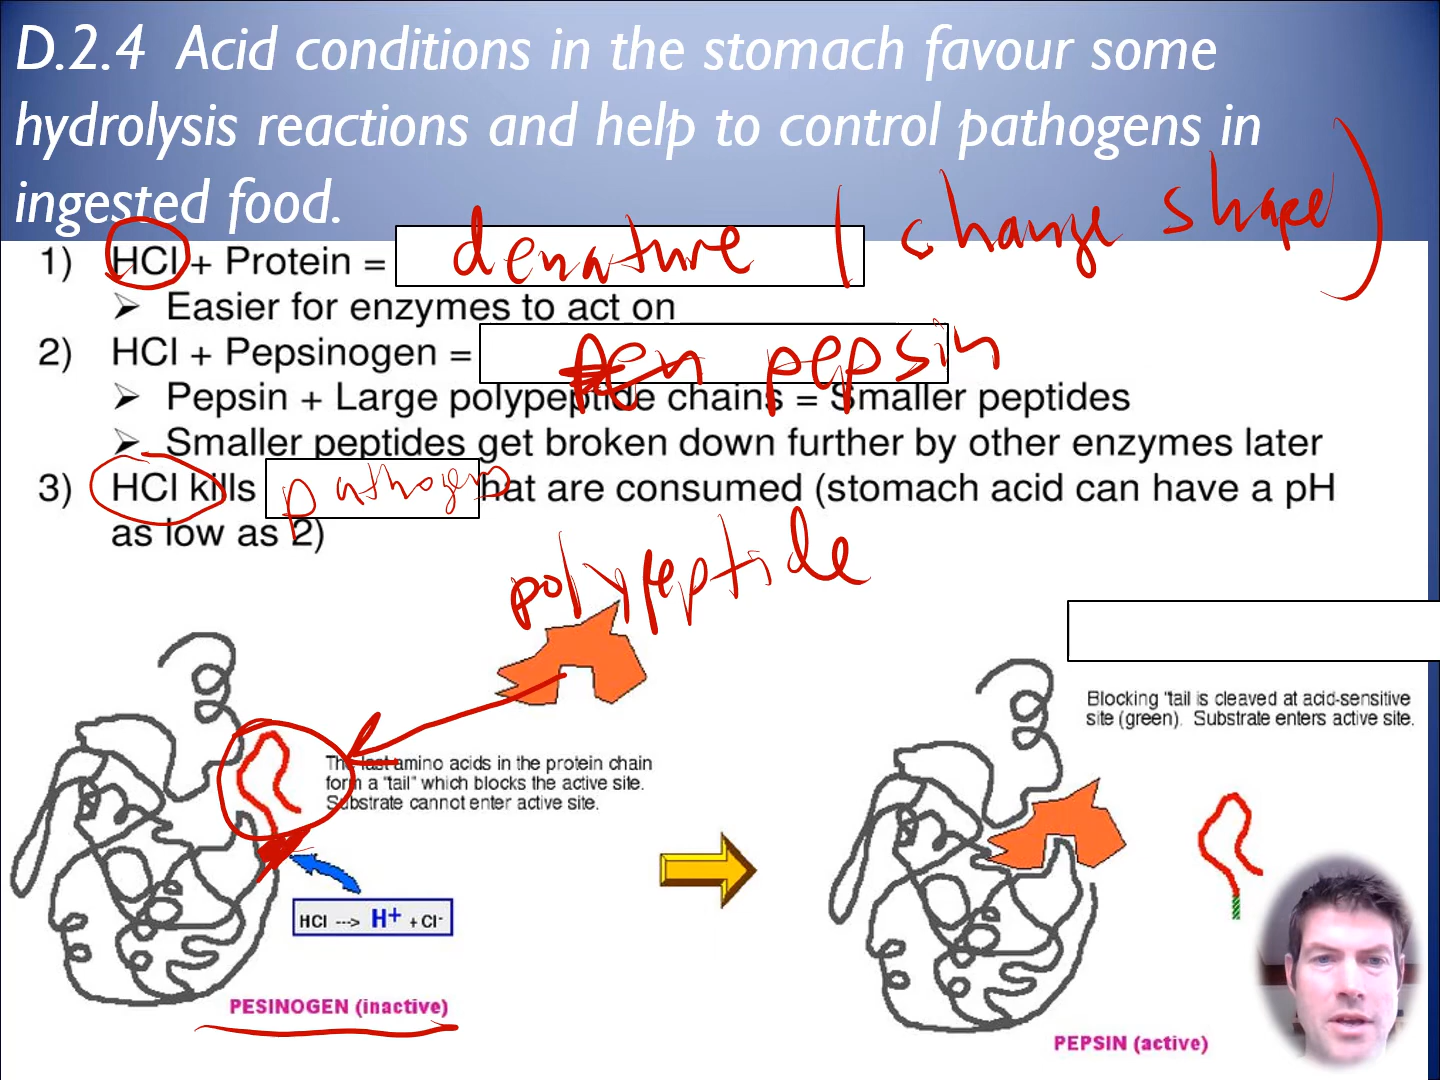 D.2.4 Acid conditions in the stomach favour some
hydrolysis reactions and help to control pathogens in
ingested food.
1) HCl + Protein = denature (change shape)
➢ Easier for enzymes to act on
2) HCl + Pepsinogen = pepsin
➢ Pepsin + Large polypeptide chains = Smaller peptides
➢ Smaller peptides get broken down further by other enzymes later
3) HCl kills pathogens that are consumed (stomach acid can have a pH
as low as 2)
polypeptide
The last amino acids in the protein chain
form a "tail" which blocks the active site.
Substrate cannot enter active site.
HCl ---> H+ + Cl-
PESINOGEN (inactive)
Blocking "tail is cleaved at acid-sensitive
site (green). Substrate enters active site.
PEPSIN (active)